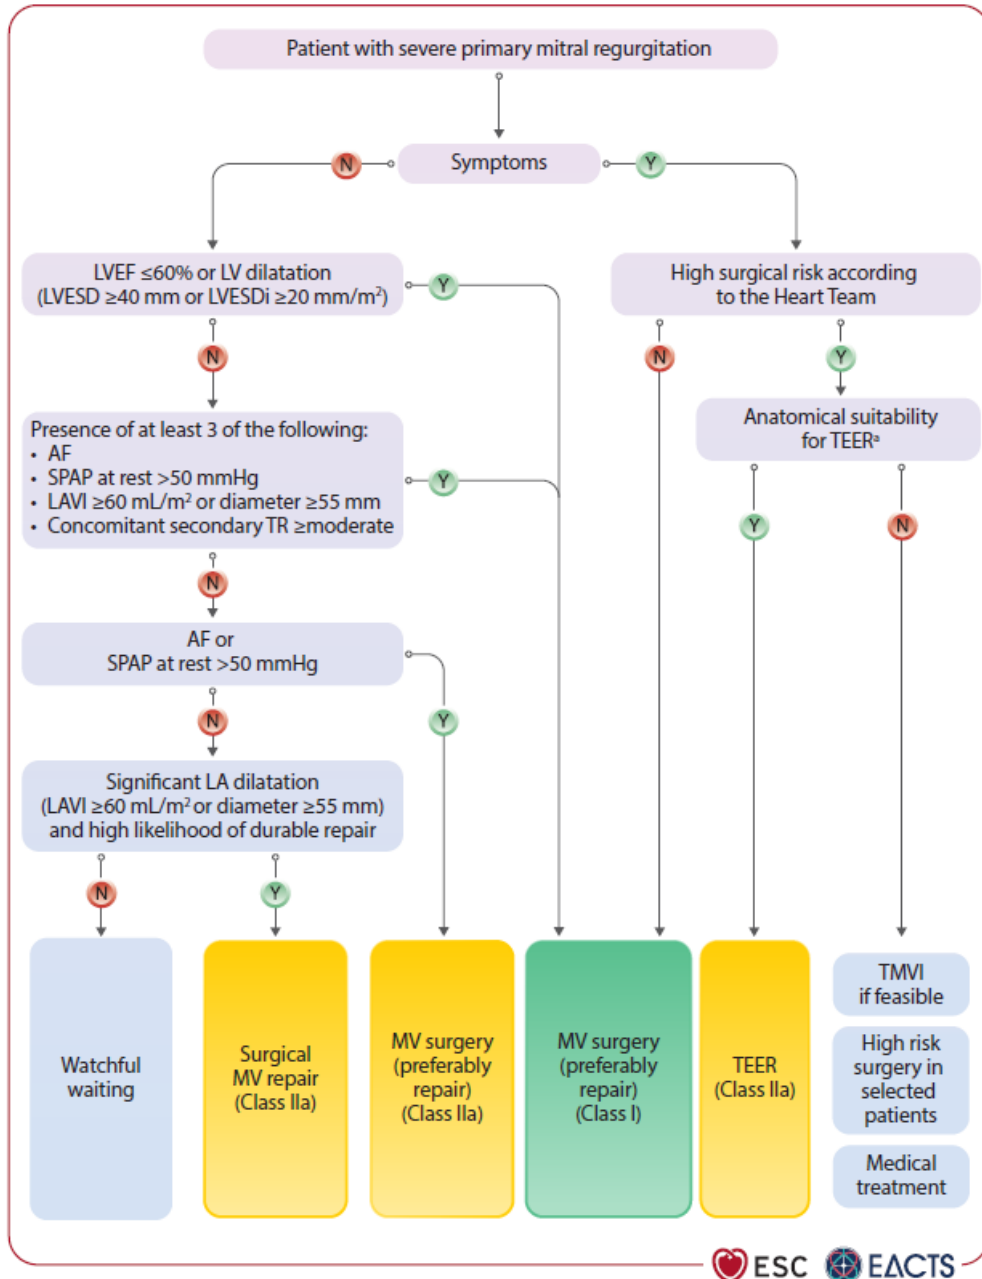 Patient with severe primary mitral regurgitation
N
Symptoms
Y
LVEF ≤60% or LV dilatation
(LVESD ≥40 mm or LVESDi ≥20 mm/m²)
Y
High surgical risk according
to the Heart Team
N
N
Y
Presence of at least 3 of the following:
• AF
• SPAP at rest >50 mmHg
• LAVI ≥60 mL/m² or diameter ≥55 mm
• Concomitant secondary TR ≥moderate
Y
Anatomical suitability
for TEERᵃ
Y
N
N
AF or
SPAP at rest >50 mmHg
N
Y
Significant LA dilatation
(LAVI ≥60 mL/m² or diameter ≥55 mm)
and high likelihood of durable repair
N
Y
Watchful
waiting
Surgical
MV repair
(Class IIa)
MV surgery
(preferably
repair)
(Class IIa)
MV surgery
(preferably
repair)
(Class I)
TEER
(Class IIa)
TMVI
if feasible
High risk
surgery in
selected
patients
Medical
treatment
ESC
EACTS